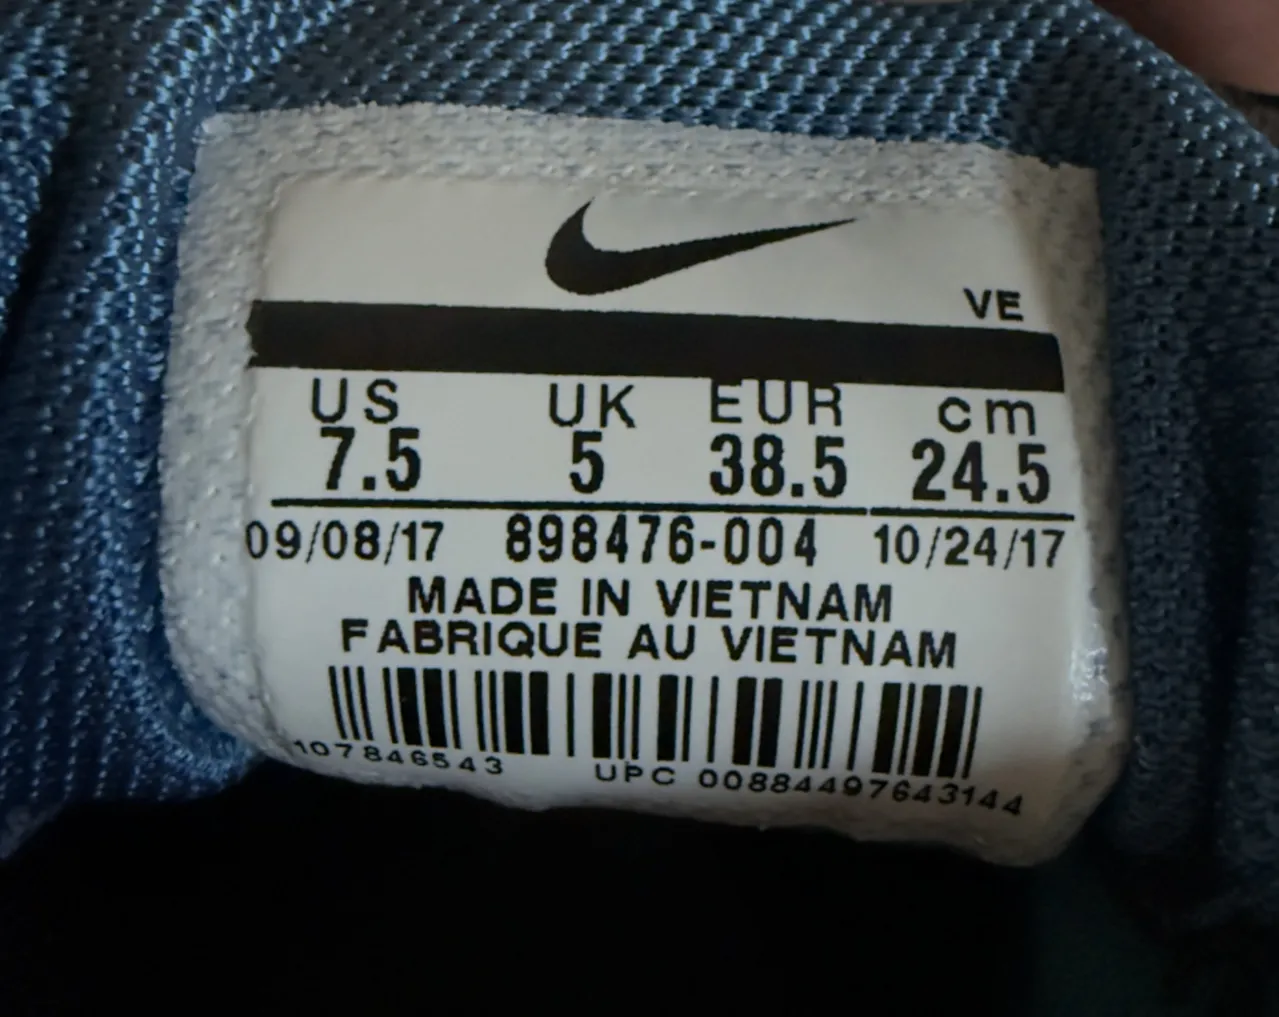 VE
US UK EUR cm
7.5 5 38.5 24.5
09/08/17 898476-004 10/24/17
MADE IN VIETNAM
FABRIQUE AU VIETNAM
107846543 UPC 00884497643144